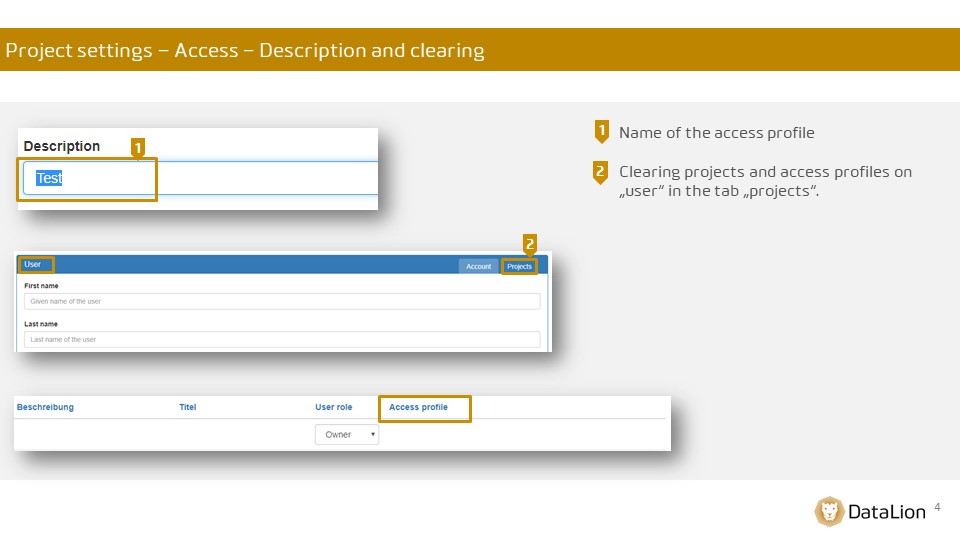 Project settings – Access – Description and clearing
Description
1
Test
1 Name of the access profile
2 Clearing projects and access profiles on
„user“ in the tab „projects“.
2
User
Account
Projects
First name
Given name of the user
Last name
Last name of the user
Beschreibung
Titel
User role
Access profile
Owner
DataLion
4